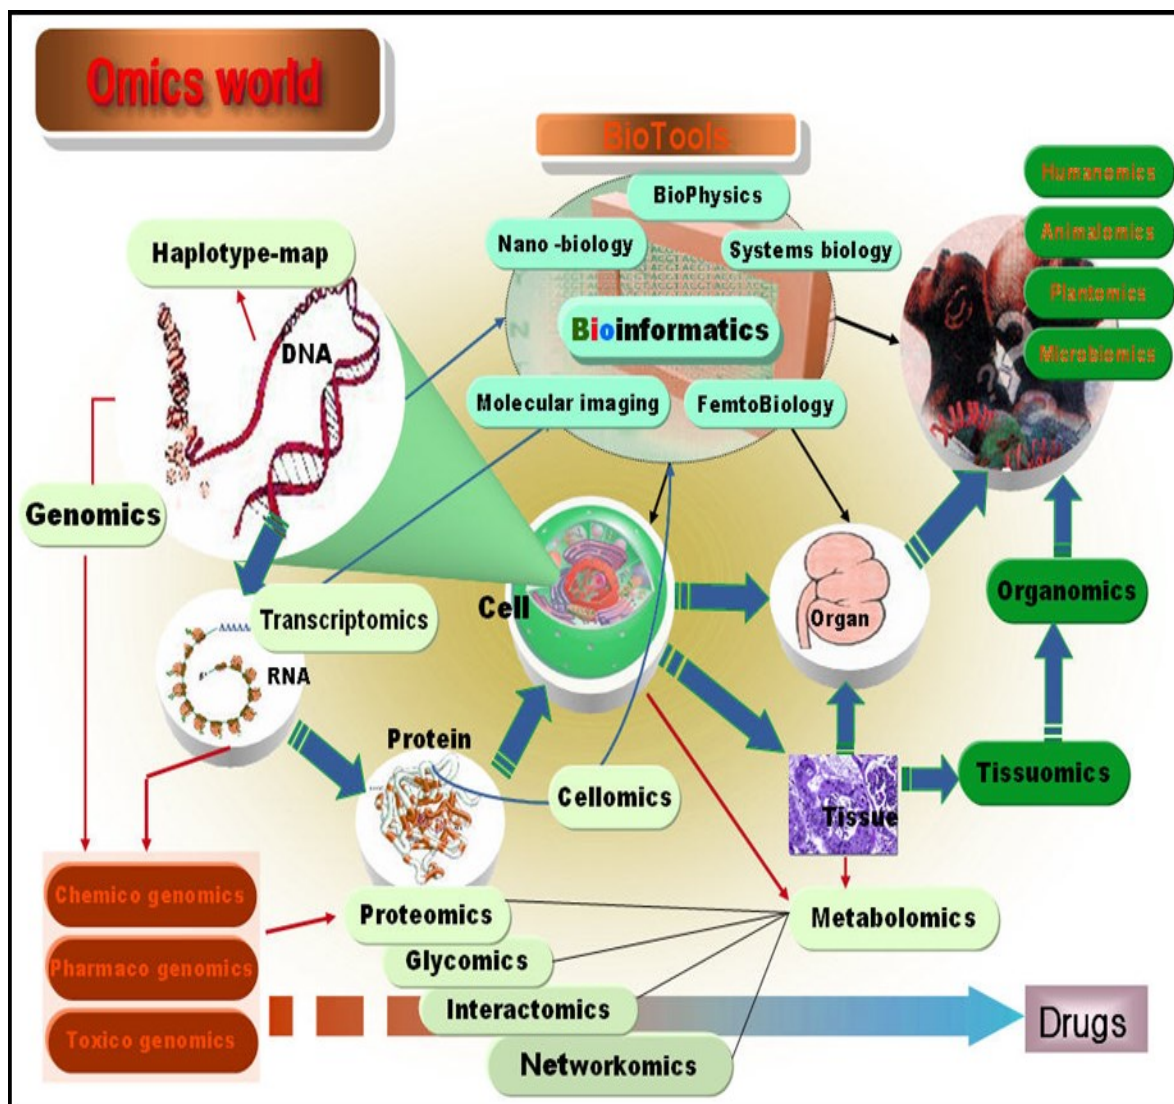 Omics world
BioTools
BioPhysics
Nano -biology
Systems biology
Bioinformatics
Molecular imaging
FemtoBiology
Humanomics
Animalomics
Plantomics
Microbiomics
Haplotype-map
DNA
Genomics
Transcriptomics
RNA
Cell
Organ
Organomics
Protein
Cellomics
Tissue
Tissuomics
Chemico genomics
Pharmaco genomics
Toxico genomics
Proteomics
Glycomics
Interactomics
Networkomics
Metabolomics
Drugs